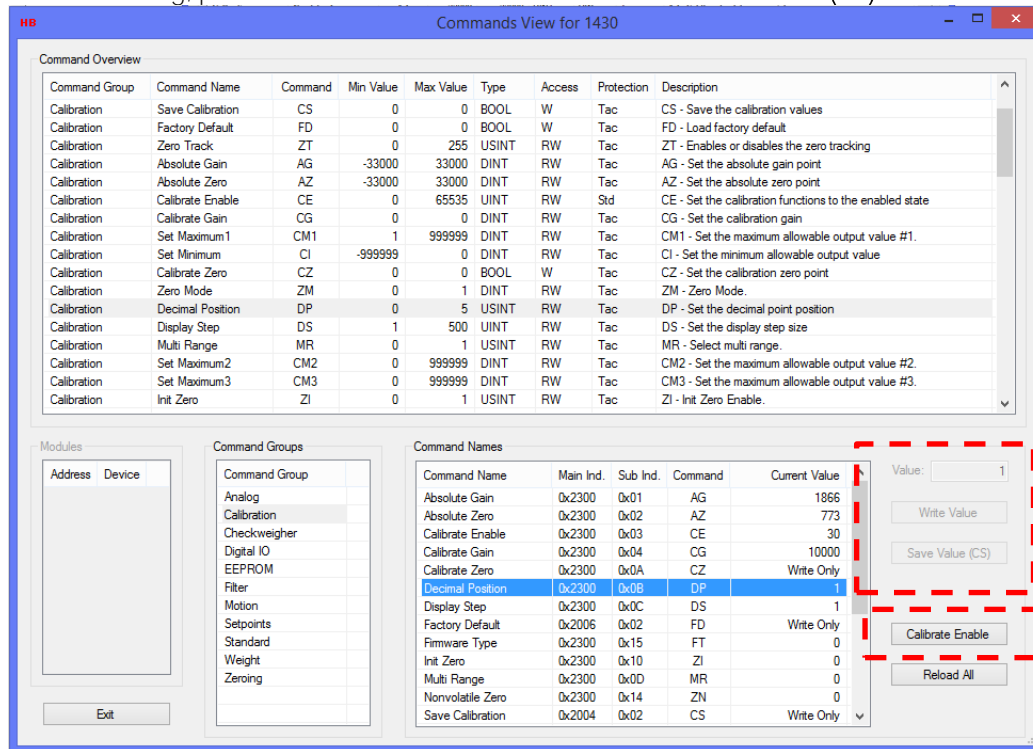 HB Commands View for 1430
Command Overview
Command Group Command Name Command Min Value Max Value Type Access Protection Description
Calibration Save Calibration CS 0 0 BOOL W Tac CS - Save the calibration values
Calibration Factory Default FD 0 0 BOOL W Tac FD - Load factory default
Calibration Zero Track ZT 0 255 USINT RW Tac ZT - Enables or disables the zero tracking
Calibration Absolute Gain AG -33000 33000 DINT RW Tac AG - Set the absolute gain point
Calibration Absolute Zero AZ -33000 33000 DINT RW Tac AZ - Set the absolute zero point
Calibration Calibrate Enable CE 0 65535 UINT RW Std CE - Set the calibration functions to the enabled state
Calibration Calibrate Gain CG 0 0 DINT RW Tac CG - Set the calibration gain
Calibration Set Maximum1 CM1 1 999999 DINT RW Tac CM1 - Set the maximum allowable output value #1.
Calibration Set Minimum CI -999999 0 DINT RW Tac CI - Set the minimum allowable output value
Calibration Calibrate Zero CZ 0 0 BOOL W Tac CZ - Set the calibration zero point
Calibration Zero Mode ZM 0 1 DINT RW Tac ZM - Zero Mode.
Calibration Decimal Position DP 0 5 USINT RW Tac DP - Set the decimal point position
Calibration Display Step DS 1 500 UINT RW Tac DS - Set the display step size
Calibration Multi Range MR 0 1 USINT RW Tac MR - Select multi range.
Calibration Set Maximum2 CM2 0 999999 DINT RW Tac CM2 - Set the maximum allowable output value #2.
Calibration Set Maximum3 CM3 0 999999 DINT RW Tac CM3 - Set the maximum allowable output value #3.
Calibration Init Zero ZI 0 1 USINT RW Tac ZI - Init Zero Enable.
Modules Command Groups Command Names
Address Device Command Group Command Name Main Ind. Sub Ind. Command Current Value Value: 1
Analog Absolute Gain 0x2300 0x01 AG 1866
Calibration Absolute Zero 0x2300 0x02 AZ 773 Write Value
Checkweigher Calibrate Enable 0x2300 0x03 CE 30
Digital IO Calibrate Gain 0x2300 0x04 CG 10000 Save Value (CS)
EEPROM Calibrate Zero 0x2300 0x0A CZ Write Only
Filter Decimal Position 0x2300 0x0B DP 1
Motion Display Step 0x2300 0x0C DS 1
Setpoints Factory Default 0x2006 0x02 FD Write Only Calibrate Enable
Standard Firmware Type 0x2300 0x15 FT 0
Weight Init Zero 0x2300 0x10 ZI 0
Zeroing Multi Range 0x2300 0x0D MR 0 Reload All
Nonvolatile Zero 0x2300 0x14 ZN 0
Exit Save Calibration 0x2004 0x02 CS Write Only